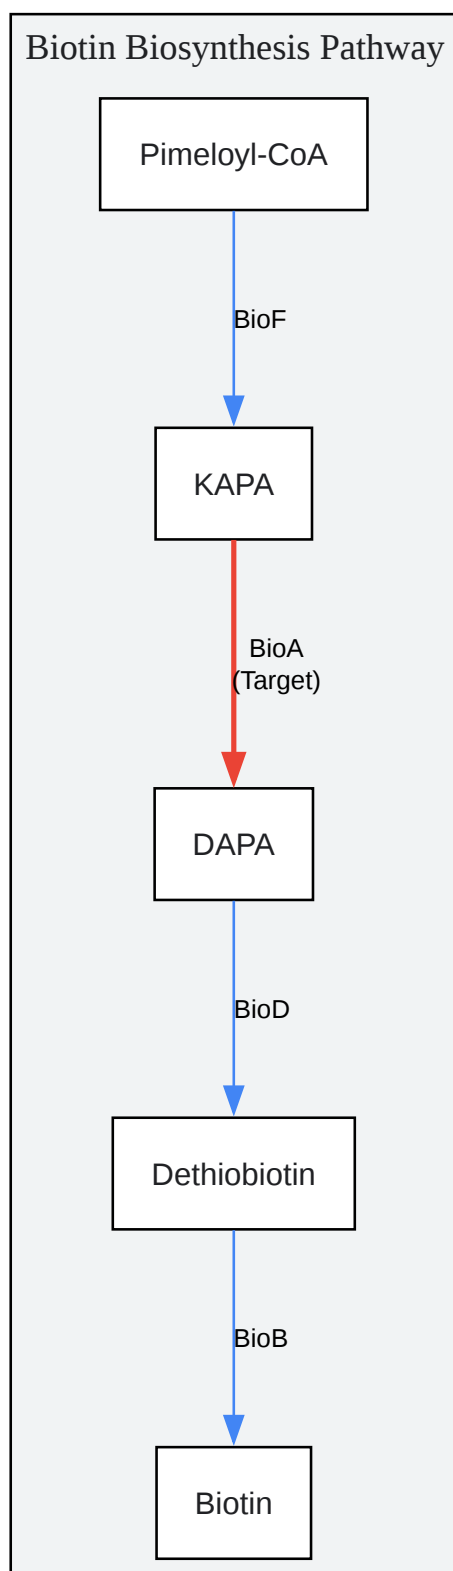 Biotin Biosynthesis Pathway
Pimeloyl-CoA
BioF
KAPA
BioA
(Target)
DAPA
BioD
Dethiobiotin
BioB
Biotin